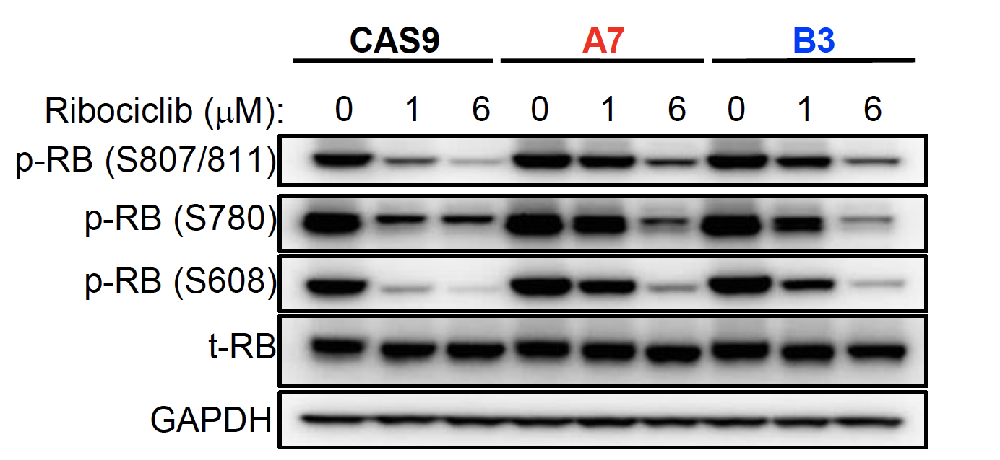 CAS9 A7 B3
Ribociclib (μM): 0 1 6 0 1 6 0 1 6
p-RB (S807/811)
p-RB (S780)
p-RB (S608)
t-RB
GAPDH